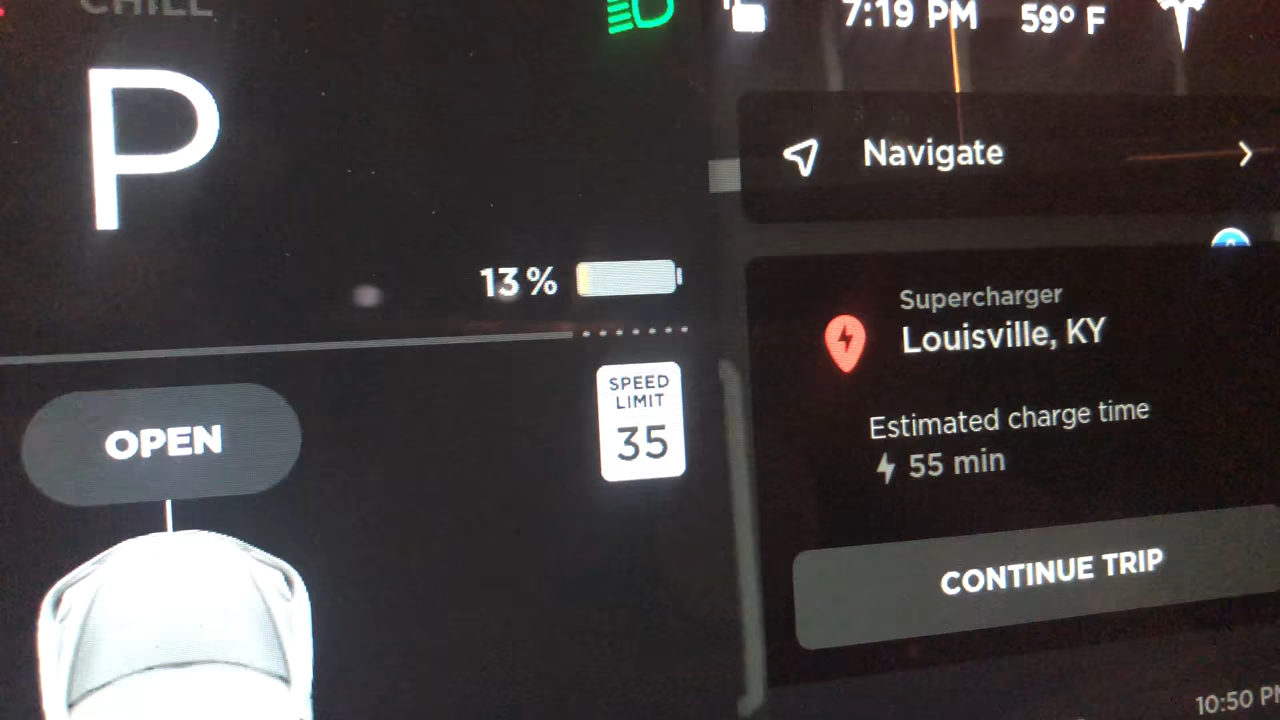 CHILL
7:19 PM 59° F
P
Navigate
13%
Supercharger
Louisville, KY
SPEED
LIMIT
35
Estimated charge time
55 min
OPEN
CONTINUE TRIP
10:50 PM